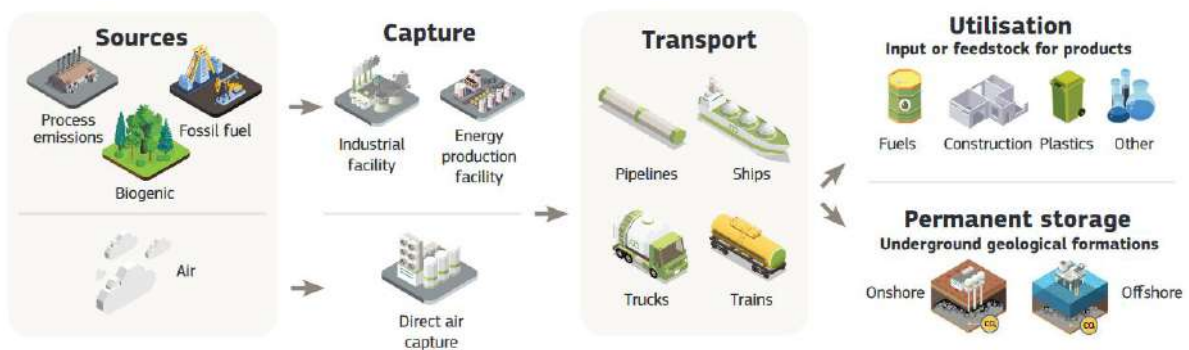 Sources
Process
emissions
Fossil fuel
Biogenic
Air
Capture
Industrial
facility
Energy
production
facility
Direct air
capture
Transport
Pipelines
Ships
Trucks
Trains
Utilisation
Input or feedstock for products
Fuels
Construction
Plastics
Other
Permanent storage
Underground geological formations
Onshore
CO₂
CO₂
Offshore